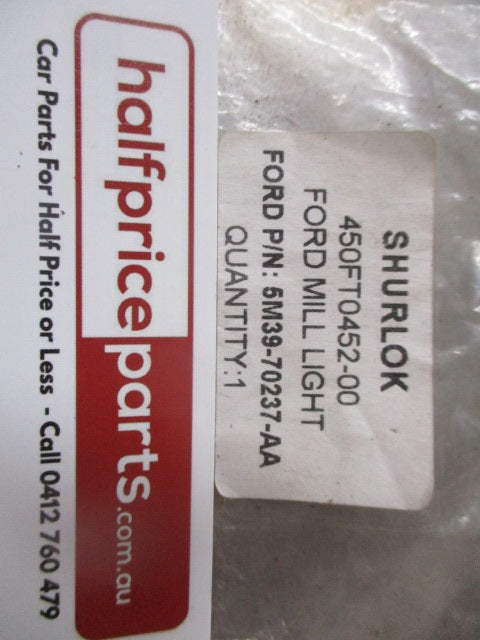 SHURLOK
450FT0452-00
FORD MILL LIGHT
FORD P/N: 5M39-70237-AA
QUANTITY:1
halfpriceparts.com.au
Car Parts For Half Price or Less - Call 0412 760 479